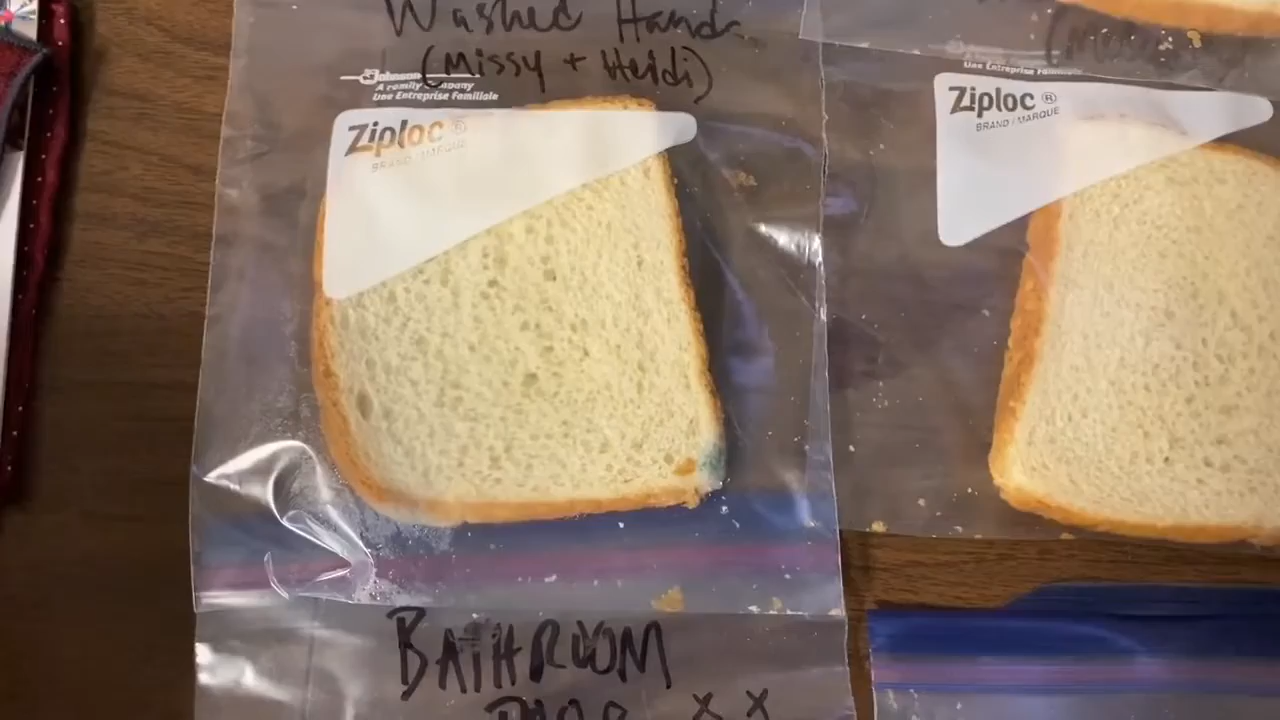 Washed Hands
(Missy + Heidi)
Johnson
A Family Company
Une Entreprise Familiale
Ziploc®
BRAND / MARQUE
Une Entreprise Familiale
Ziploc®
BRAND / MARQUE
BATHROOM
DOOR X X